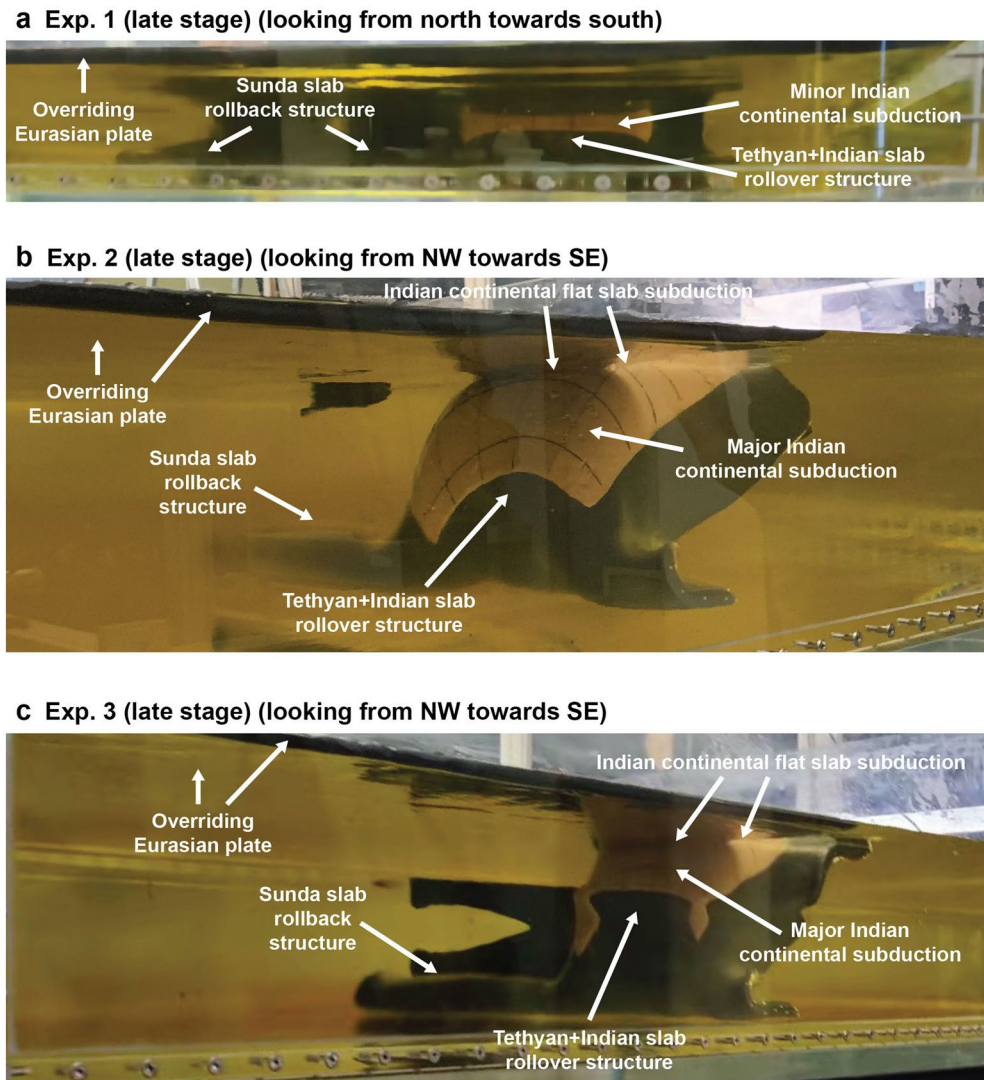 a Exp. 1 (late stage) (looking from north towards south)
Overriding
Eurasian plate
Sunda slab
rollback structure
Minor Indian
continental subduction
Tethyan+Indian slab
rollover structure
b Exp. 2 (late stage) (looking from NW towards SE)
Indian continental flat slab subduction
Overriding
Eurasian plate
Sunda slab
rollback
structure
Major Indian
continental subduction
Tethyan+Indian slab
rollover structure
c Exp. 3 (late stage) (looking from NW towards SE)
Indian continental flat slab subduction
Overriding
Eurasian plate
Sunda slab
rollback
structure
Major Indian
continental subduction
Tethyan+Indian slab
rollover structure